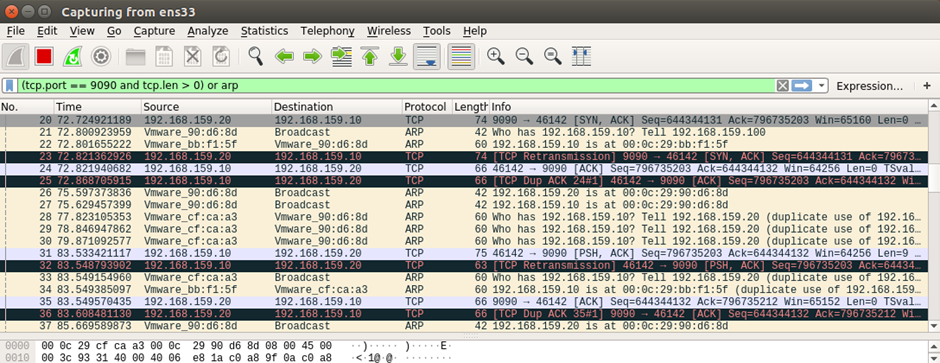 Capturing from ens33
File Edit View Go Capture Analyze Statistics Telephony Wireless Tools Help
(tcp.port == 9090 and tcp.len > 0) or arp Expression... +
No. Time Source Destination Protocol Length Info
20 72.724921189 192.168.159.20 192.168.159.10 TCP 74 9090 → 46142 [SYN, ACK] Seq=644344131 Ack=796735203 Win=65160 Len=0 …
21 72.800923959 Vmware_90:d6:8d Broadcast ARP 42 Who has 192.168.159.10? Tell 192.168.159.100
22 72.801655222 Vmware_bb:f1:5f Vmware_90:d6:8d ARP 60 192.168.159.10 is at 00:0c:29:bb:f1:5f
23 72.821362926 192.168.159.20 192.168.159.10 TCP 74 [TCP Retransmission] 9090 → 46142 [SYN, ACK] Seq=644344131 Ack=79673…
24 72.821940682 192.168.159.10 192.168.159.20 TCP 66 46142 → 9090 [ACK] Seq=796735203 Ack=644344132 Win=64256 Len=0 TSval…
25 72.868705915 192.168.159.10 192.168.159.20 TCP 66 [TCP Dup ACK 24#1] 46142 → 9090 [ACK] Seq=796735203 Ack=644344132 Wi…
26 75.597373836 Vmware_90:d6:8d Broadcast ARP 42 192.168.159.20 is at 00:0c:29:90:d6:8d
27 75.629457399 Vmware_90:d6:8d Broadcast ARP 42 192.168.159.10 is at 00:0c:29:90:d6:8d
28 77.823105353 Vmware_cf:ca:a3 Vmware_90:d6:8d ARP 60 Who has 192.168.159.10? Tell 192.168.159.20 (duplicate use of 192.16…
29 78.846947862 Vmware_cf:ca:a3 Vmware_90:d6:8d ARP 60 Who has 192.168.159.10? Tell 192.168.159.20 (duplicate use of 192.16…
30 79.871092577 Vmware_cf:ca:a3 Vmware_90:d6:8d ARP 60 Who has 192.168.159.10? Tell 192.168.159.20 (duplicate use of 192.16…
31 83.533421117 192.168.159.10 192.168.159.20 TCP 75 46142 → 9090 [PSH, ACK] Seq=796735203 Ack=644344132 Win=64256 Len=9 …
32 83.548793902 192.168.159.10 192.168.159.20 TCP 63 [TCP Retransmission] 46142 → 9090 [PSH, ACK] Seq=796735203 Ack=64434…
33 83.549154960 Vmware_cf:ca:a3 Broadcast ARP 60 Who has 192.168.159.10? Tell 192.168.159.20 (duplicate use of 192.16…
34 83.549385097 Vmware_bb:f1:5f Vmware_cf:ca:a3 ARP 60 192.168.159.10 is at 00:0c:29:bb:f1:5f (duplicate use of 192.168.159…
35 83.549570435 192.168.159.20 192.168.159.10 TCP 66 9090 → 46142 [ACK] Seq=644344132 Ack=796735212 Win=65152 Len=0 TSval…
36 83.608481130 192.168.159.20 192.168.159.10 TCP 66 [TCP Dup ACK 35#1] 9090 → 46142 [ACK] Seq=644344132 Ack=796735212 Wi…
37 85.669589873 Vmware_90:d6:8d Broadcast ARP 42 192.168.159.20 is at 00:0c:29:90:d6:8d
0000 00 0c 29 cf ca a3 00 0c 29 90 d6 8d 08 00 45 00 ··)····· )·····E·
0010 00 3c 93 31 40 00 40 06 e8 1a c0 a8 9f 0a c0 a8 ·<·1@·@· ········